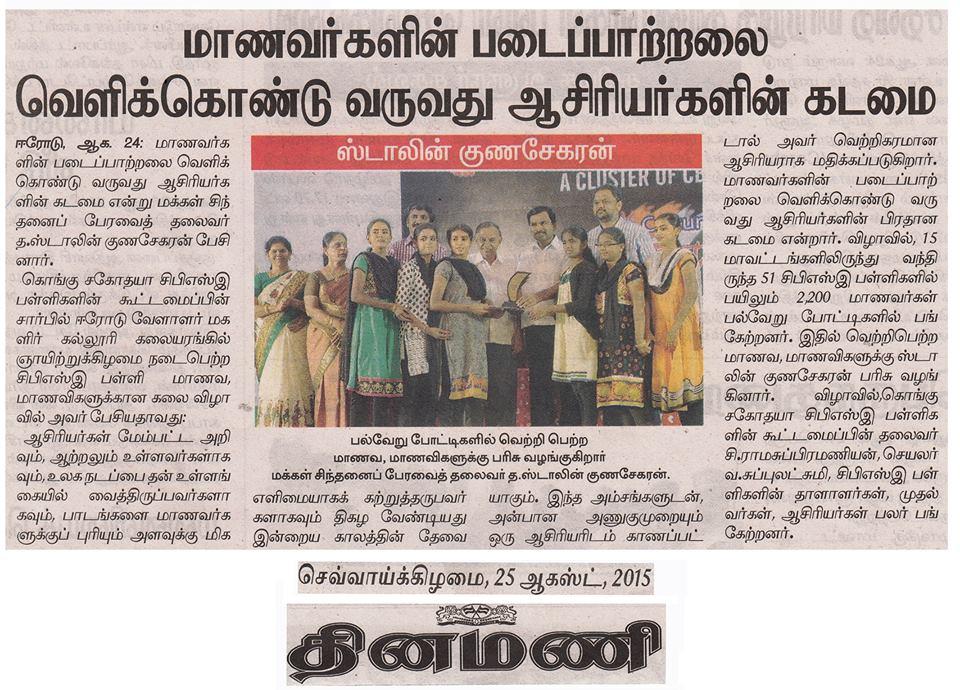 மாணவர்களின் படைப்பாற்றலை
வெளிக்கொண்டு வருவது ஆசிரியர்களின் கடமை
ஸ்டாலின் குணசேகரன்
ஈரோடு, ஆக. 24: மாணவர்க
ளின் படைப்பாற்றலை வெளிக்
கொண்டு வருவது ஆசிரியர்க
ளின் கடமை என்று மக்கள் சிந்
தனைப் பேரவைத் தலைவர்
த.ஸ்டாலின் குணசேகரன் பேசி
னார்.
கொங்கு சகோதயா சிபிஎஸ்இ
பள்ளிகளின் கூட்டமைப்பின்
சார்பில் ஈரோடு வேளாளர் மக
ளிர் கல்லூரி கலையரங்கில்
ஞாயிற்றுக்கிழமை நடைபெற்ற
சிபிஎஸ்இ பள்ளி மாணவ,
மாணவிகளுக்கான கலை விழா
வில் அவர் பேசியதாவது:
ஆசிரியர்கள் மேம்பட்ட அறி
வும், ஆற்றலும் உள்ளவர்களாக
வும், உலக நடப்பை தன் உள்ளங்
கையில் வைத்திருப்பவர்களா
கவும், பாடங்களை மாணவர்க
ளுக்குப் புரியும் அளவுக்கு மிக
A CLUSTER OF CE
பல்வேறு போட்டிகளில் வெற்றி பெற்ற
மாணவ, மாணவிகளுக்கு பரிசு வழங்குகிறார்
மக்கள் சிந்தனைப் பேரவைத் தலைவர் த.ஸ்டாலின் குணசேகரன்.
எளிமையாகக் கற்றுத்தருபவர்
களாகவும் திகழ வேண்டியது
இன்றைய காலத்தின் தேவை
யாகும். இந்த அம்சங்களுடன்,
அன்பான அணுகுமுறையும்
ஒரு ஆசிரியரிடம் காணப்பட்
டால் அவர் வெற்றிகரமான
ஆசிரியராக மதிக்கப்படுகிறார்.
மாணவர்களின் படைப்பாற்
றலை வெளிக்கொண்டு வரு
வது ஆசிரியர்களின் பிரதான
கடமை என்றார். விழாவில், 15
மாவட்டங்களிலிருந்து வந்தி
ருந்த 51 சிபிஎஸ்இ பள்ளிகளில்
பயிலும் 2,200 மாணவர்கள்
பல்வேறு போட்டிகளில் பங்
கேற்றனர். இதில் வெற்றிபெற்ற
மாணவ, மாணவிகளுக்கு ஸ்டா
லின் குணசேகரன் பரிசு வழங்
கினார். விழாவில்,கொங்கு
சகோதயா சிபிஎஸ்இ பள்ளிக
ளின் கூட்டமைப்பின் தலைவர்
சி.ராமசுப்பிரமணியன், செயலர்
வ.சுப்புலட்சுமி, சிபிஎஸ்இ பள்
ளிகளின் தாளாளர்கள், முதல்
வர்கள், ஆசிரியர்கள் பலர் பங்
கேற்றனர்.
செவ்வாய்க்கிழமை, 25 ஆகஸ்ட், 2015
தினமணி